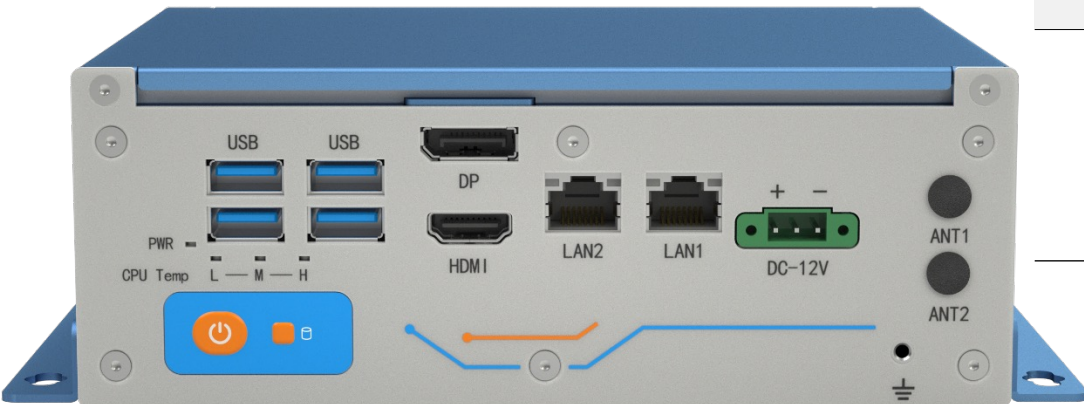 USB USB
DP
PWR
HDMI
CPU Temp L — M — H
LAN2 LAN1
+ −
DC-12V
ANT1
ANT2